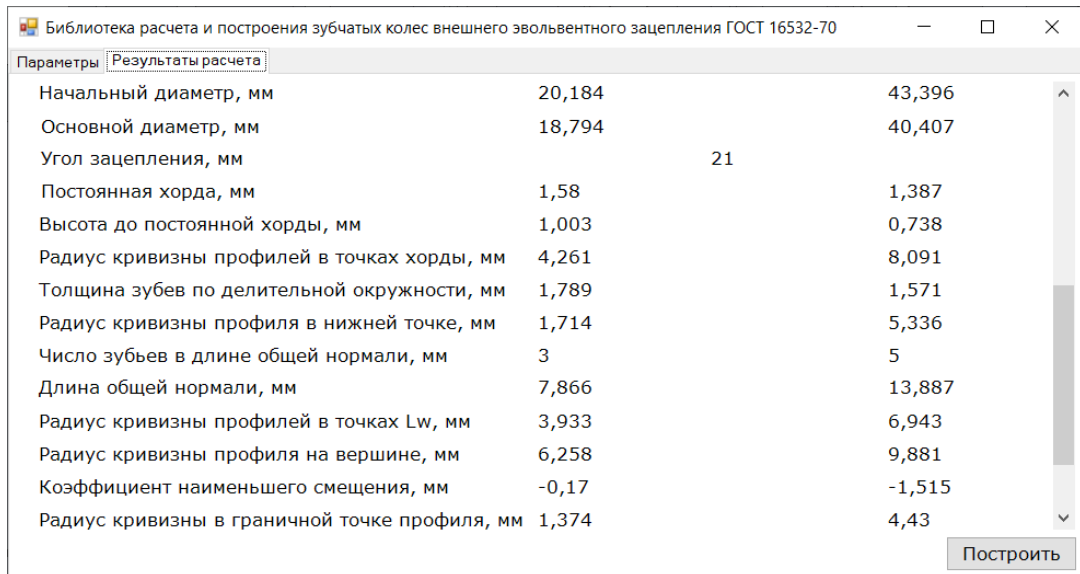 Библиотека расчета и построения зубчатых колес внешнего эвольвентного зацепления ГОСТ 16532-70
Параметры Результаты расчета
Начальный диаметр, мм 20,184 43,396
Основной диаметр, мм 18,794 40,407
Угол зацепления, мм 21
Постоянная хорда, мм 1,58 1,387
Высота до постоянной хорды, мм 1,003 0,738
Радиус кривизны профилей в точках хорды, мм 4,261 8,091
Толщина зубев по делительной окружности, мм 1,789 1,571
Радиус кривизны профиля в нижней точке, мм 1,714 5,336
Число зубьев в длине общей нормали, мм 3 5
Длина общей нормали, мм 7,866 13,887
Радиус кривизны профилей в точках Lw, мм 3,933 6,943
Радиус кривизны профиля на вершине, мм 6,258 9,881
Коэффициент наименьшего смещения, мм -0,17 -1,515
Радиус кривизны в граничной точке профиля, мм 1,374 4,43
Построить